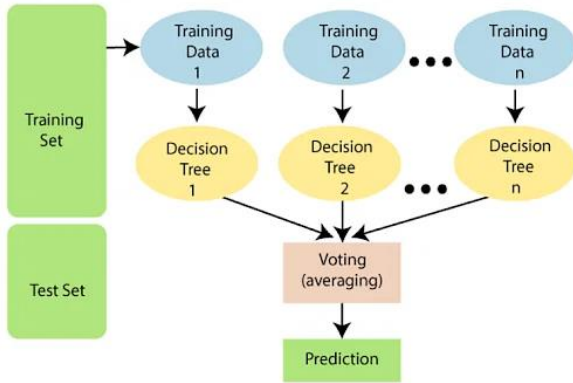 Training
Set
Test Set
Training
Data
1
Training
Data
2
Training
Data
n
Decision
Tree
1
Decision
Tree
2
Decision
Tree
n
Voting
(averaging)
Prediction